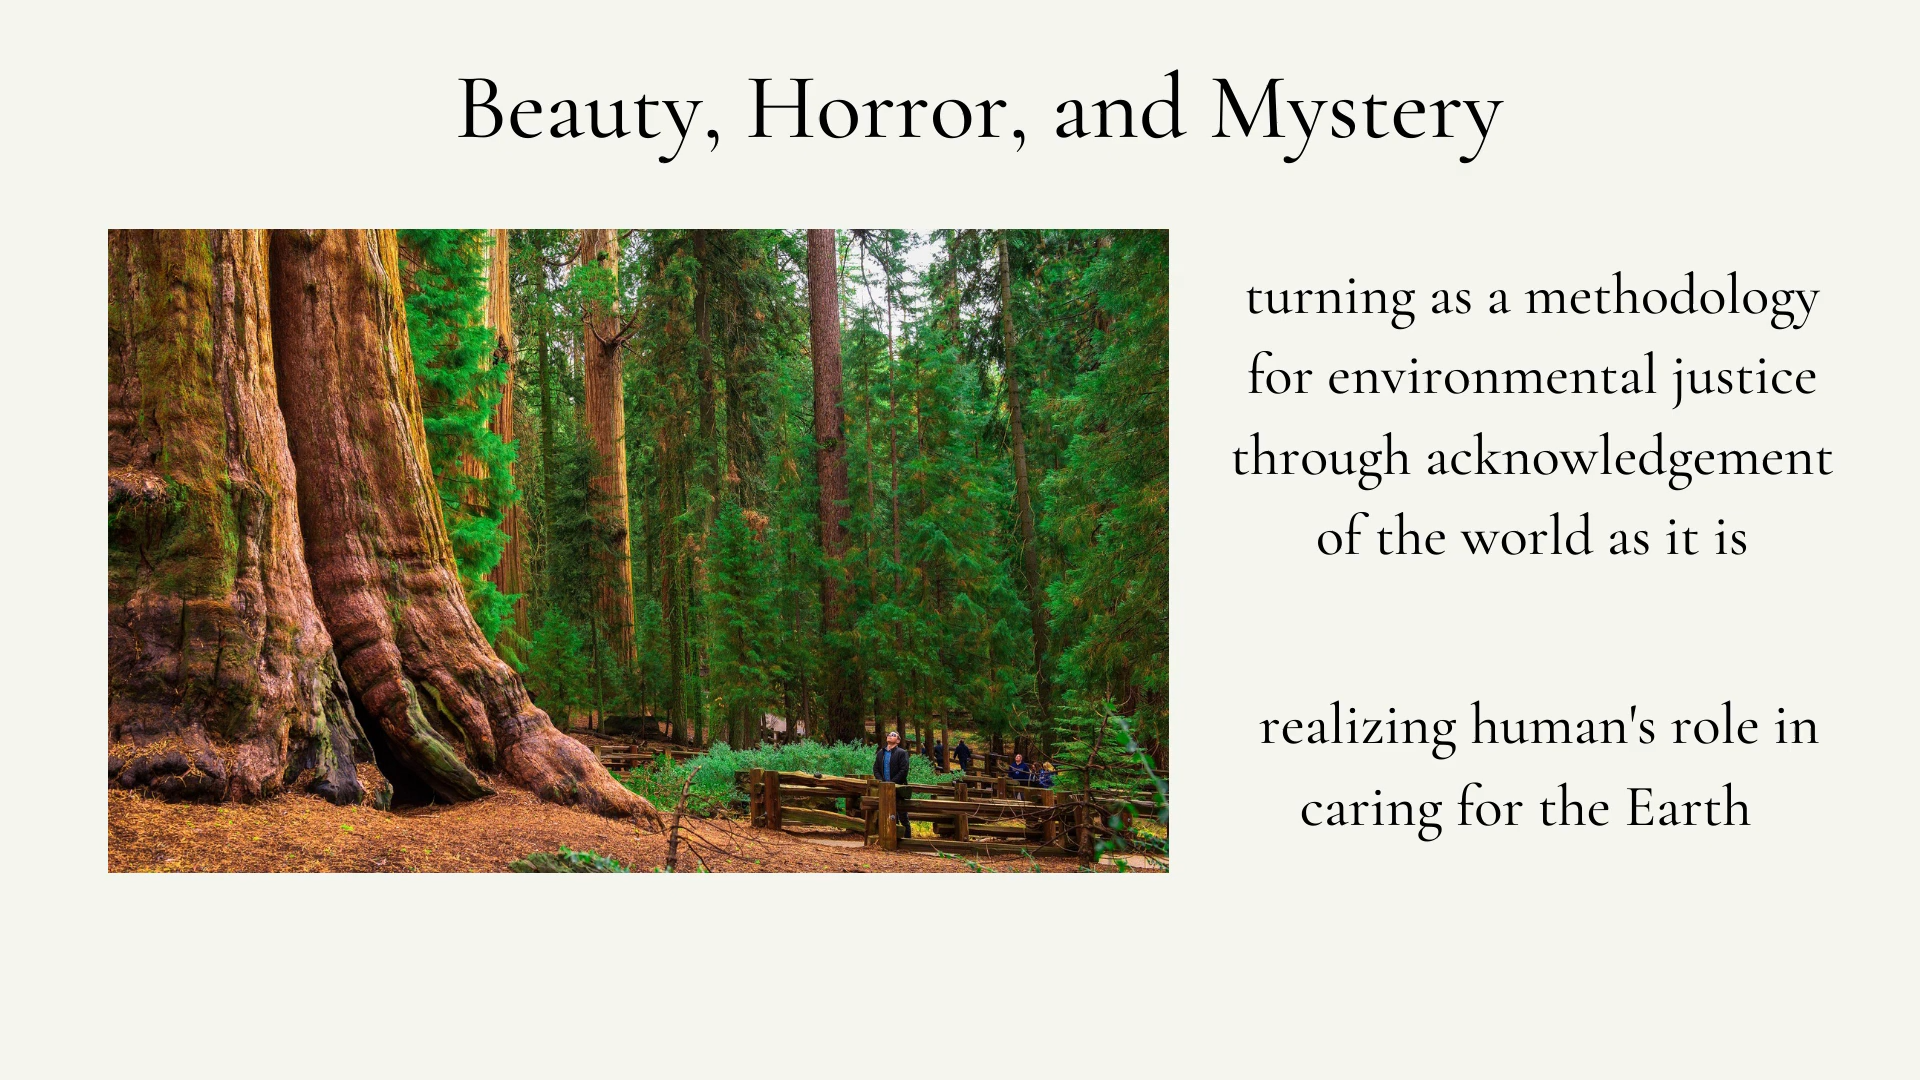 Beauty, Horror, and Mystery
turning as a methodology
for environmental justice
through acknowledgement
of the world as it is
realizing human's role in
caring for the Earth